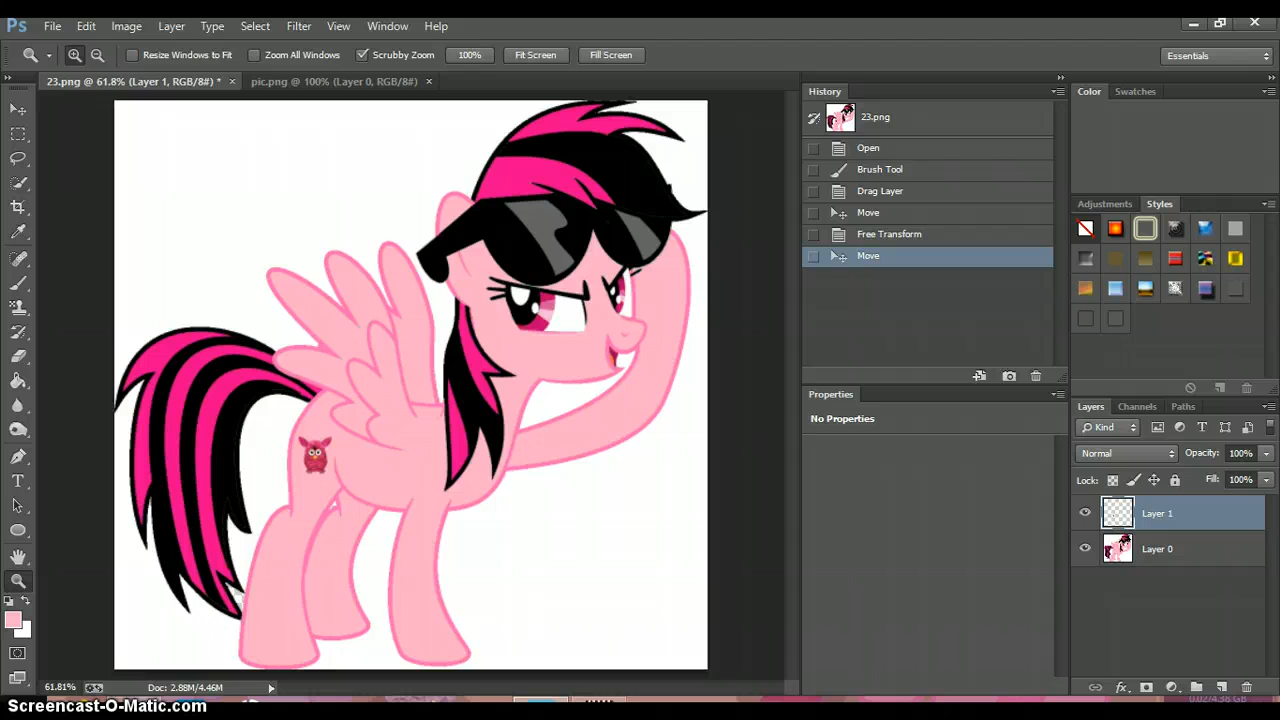 Ps File Edit Image Layer Type Select Filter View Window Help
Resize Windows to Fit Zoom All Windows Scrubby Zoom 100% Fit Screen Fill Screen Essentials
23.png @ 61.8% (Layer 1, RGB/8#) * × pic.png @ 100% (Layer 0, RGB/8#) ×
History
23.png
Open
Brush Tool
Drag Layer
Move
Free Transform
Move
Properties
No Properties
Color Swatches
Adjustments Styles
Layers Channels Paths
Kind
Normal Opacity: 100%
Lock: Fill: 100%
Layer 1
Layer 0
61.81% Doc: 2.88M/4.46M
Screencast-O-Matic.com